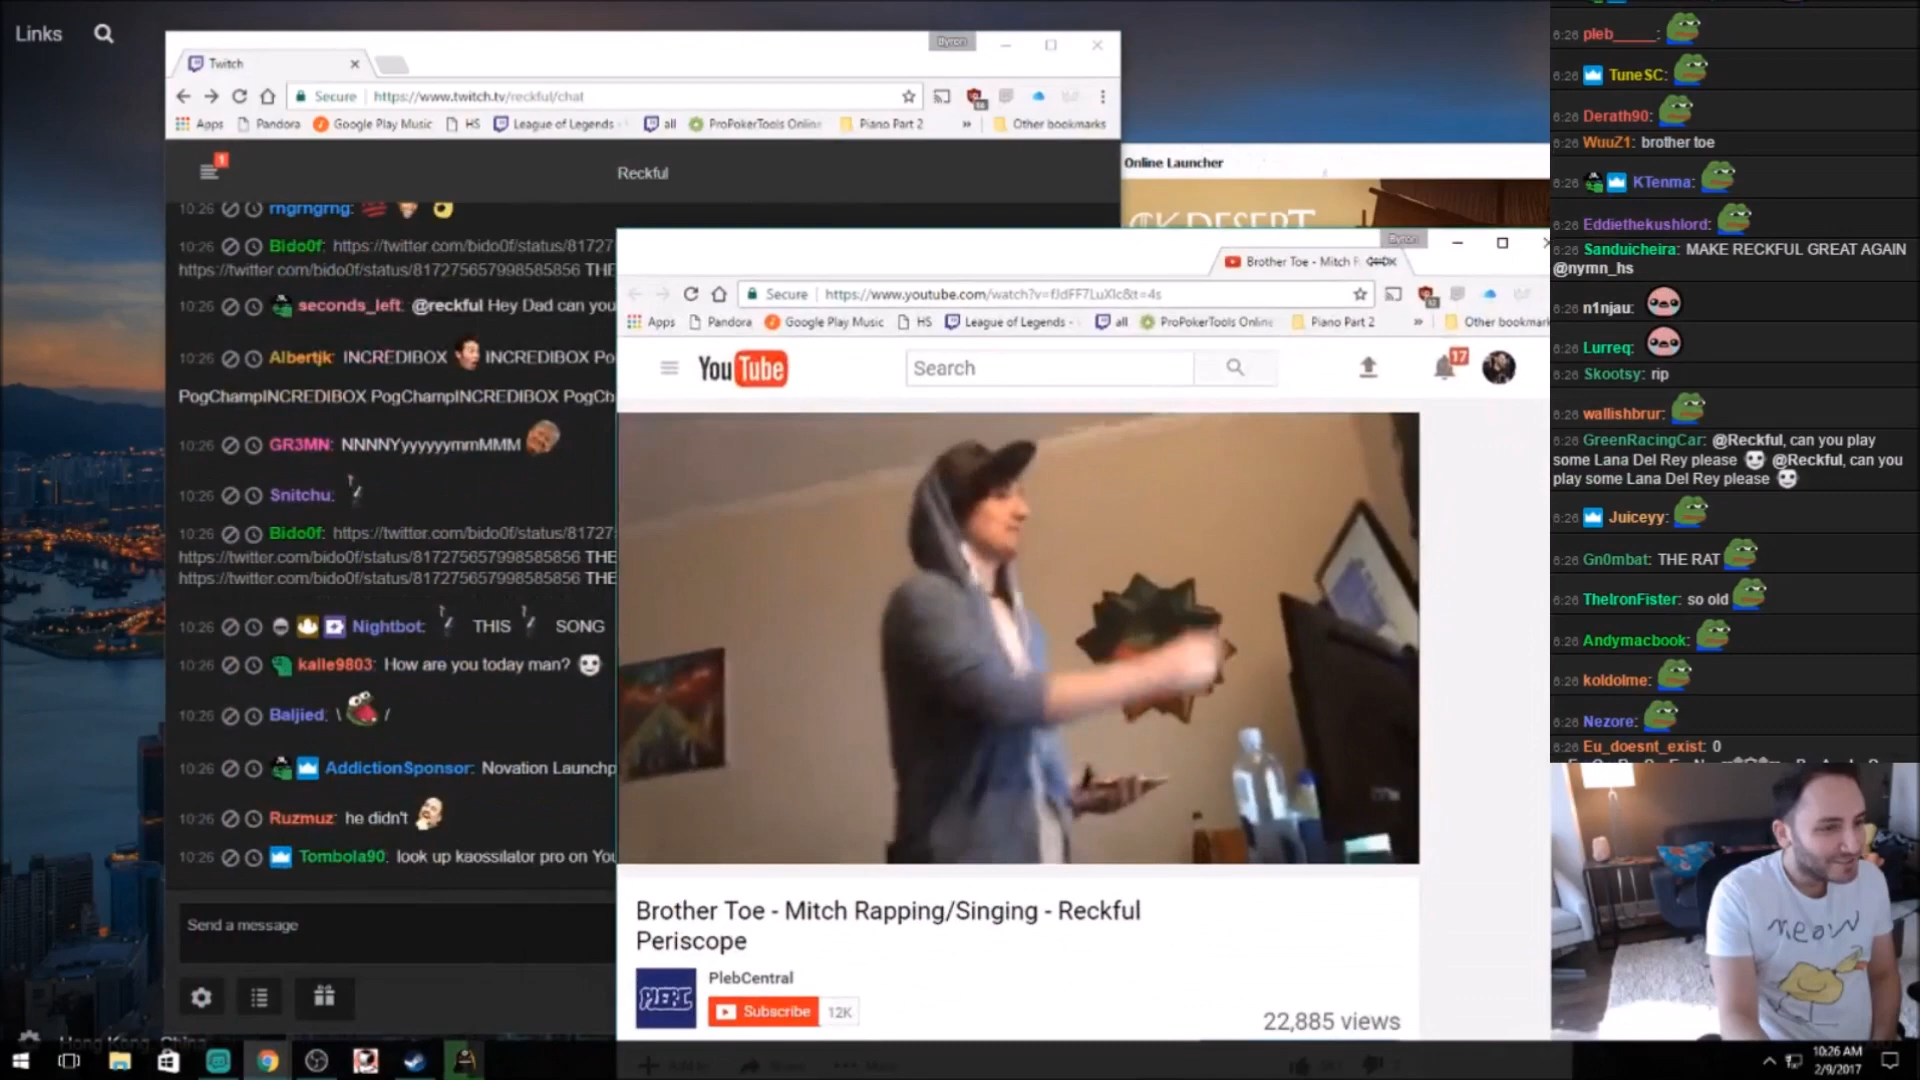 Links
Byron
Twitch
Secure https://www.twitch.tv/reckful/chat
Apps Pandora Google Play Music HS League of Legends all ProPokerTools Online Piano Part 2 » Other bookmarks
1
Reckful
10:26 rngrngrng:
10:26 Bido0f: https://twitter.com/bido0f/status/81727
https://twitter.com/bido0f/status/817275657998585856 THE
10:26 seconds_left: @reckful Hey Dad can you
10:26 Albertjk: INCREDIBOX INCREDIBOX Po
PogChampINCREDIBOX PogChampINCREDIBOX PogCh
10:26 GR3MN: NNNNYyyyyyymmMMM
10:26 Snitchu:
10:26 Bido0f: https://twitter.com/bido0f/status/81727
https://twitter.com/bido0f/status/817275657998585856 THE
https://twitter.com/bido0f/status/817275657998585856 THE
10:26 Nightbot: THIS SONG
10:26 kalle9803: How are you today man?
10:26 Baljied: \ /
10:26 AddictionSponsor: Novation Launchp
10:26 Ruzmuz: he didn't
10:26 Tombola90: look up kaossilator pro on You
Send a message
Hong Kong, China
Online Launcher
DESERT
Byron
Brother Toe - Mitch R
Secure https://www.youtube.com/watch?v=fJdFF7LuXIc&t=4s
Apps Pandora Google Play Music HS League of Legends - all ProPokerTools Online Piano Part 2 » Other bookmar
YouTube
Search
17
Brother Toe - Mitch Rapping/Singing - Reckful
Periscope
PLEBC
PlebCentral
Subscribe 12K
22,885 views
6:26 pleb_____:
6:26 TuneSC:
6:26 Derath90:
6:26 WuuZ1: brother toe
6:26 KTenma:
6:26 Eddiethekushlord:
6:26 Sanduicheira: MAKE RECKFUL GREAT AGAIN
@nymn_hs
6:26 n1njau:
6:26 Lurreq:
6:26 Skootsy: rip
6:26 wallishbrur:
6:26 GreenRacingCar: @Reckful, can you play
some Lana Del Rey please @Reckful, can you
play some Lana Del Rey please
6:26 Juiceyy:
6:26 Gn0mbat: THE RAT
6:26 TheIronFister: so old
6:26 Andymacbook:
6:26 koldolme:
6:26 Nezore:
6:26 Eu_doesnt_exist: 0
meow
10:26 AM
2/9/2017